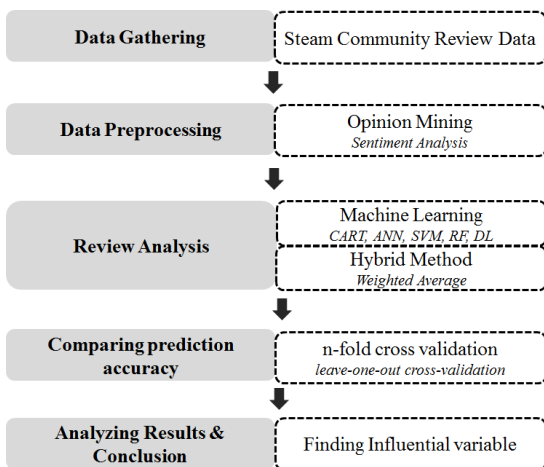 Data Gathering
Steam Community Review Data
Data Preprocessing
Opinion Mining
Sentiment Analysis
Review Analysis
Machine Learning
CART, ANN, SVM, RF, DL
Hybrid Method
Weighted Average
Comparing prediction
accuracy
n-fold cross validation
leave-one-out cross-validation
Analyzing Results &
Conclusion
Finding Influential variable